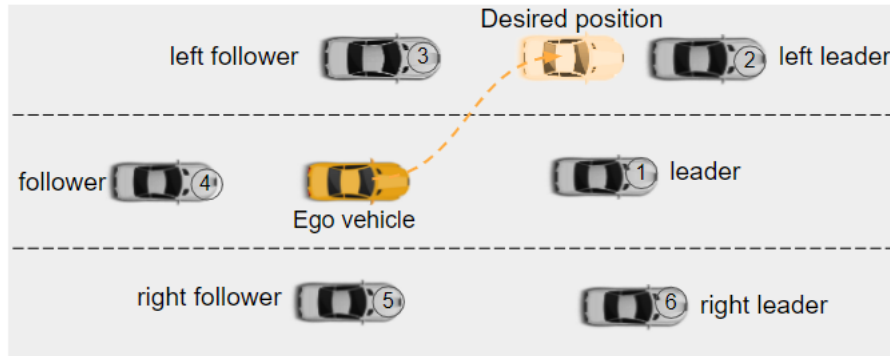 Desired position
left follower 3 2 left leader
follower 4 1 leader
Ego vehicle
right follower 5 6 right leader